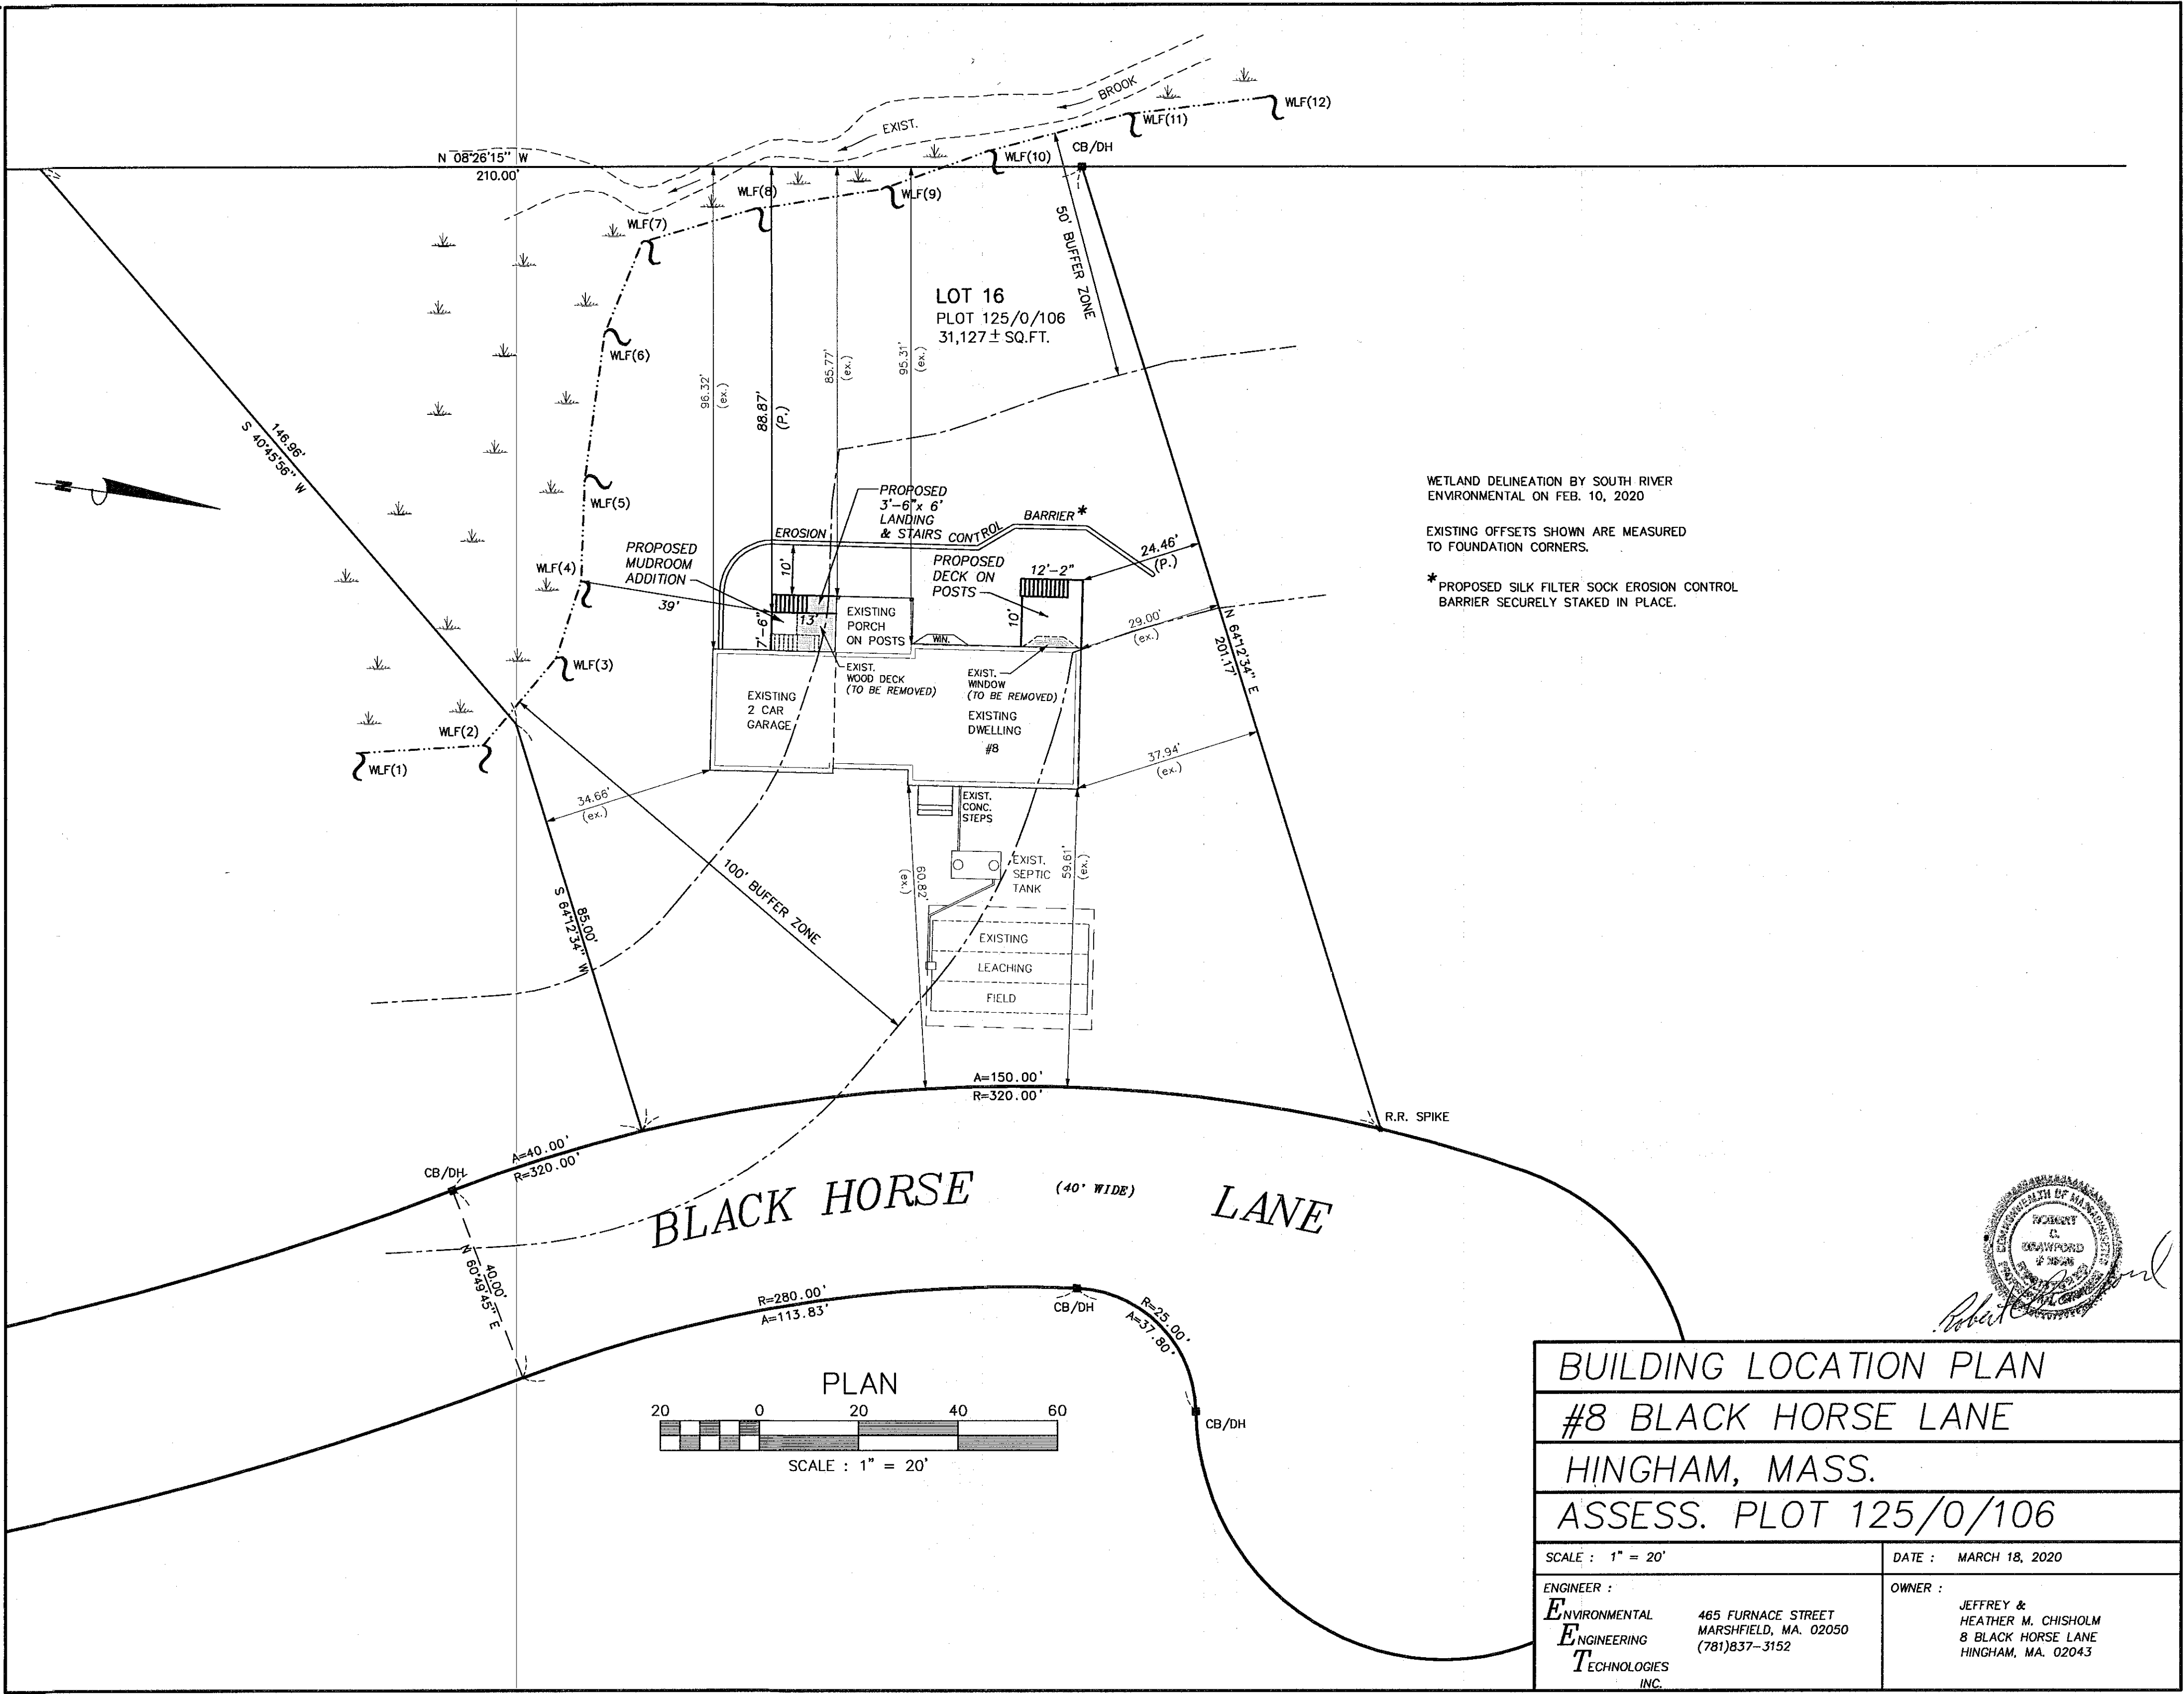 BROOK
EXIST.
WLF(12)
WLF(11)
WLF(10)
CB/DH
N 08°26'15" W
210.00'
WLF(9)
WLF(8)
WLF(7)
WLF(6)
WLF(5)
WLF(4)
WLF(3)
WLF(2)
WLF(1)
50' BUFFER ZONE
LOT 16
PLOT 125/0/106
31,127± SQ.FT.
96.32'
(ex.)
88.87'
(P.)
85.77'
(ex.)
95.31'
(ex.)
146.96'
S 40°45'56" W
N
PROPOSED
3'-6"x 6'
LANDING
& STAIRS
EROSION
CONTROL
BARRIER *
PROPOSED
MUDROOM
ADDITION
39'
10'
7'-6"
13'
EXISTING
PORCH
ON POSTS
PROPOSED
DECK ON
POSTS
12'-2"
10'
24.46'
(P.)
WIN.
29.00'
(ex.)
N 64°12'34" E
201.17'
EXIST.
WOOD DECK
(TO BE REMOVED)
EXIST.
WINDOW
(TO BE REMOVED)
EXISTING
2 CAR
GARAGE
EXISTING
DWELLING
#8
37.94'
(ex.)
34.66'
(ex.)
EXIST.
CONC.
STEPS
EXIST.
SEPTIC
TANK
60.82'
(ex.)
59.61'
(ex.)
100' BUFFER ZONE
85.00'
S 64°12'34" W
EXISTING
LEACHING
FIELD
WETLAND DELINEATION BY SOUTH RIVER
ENVIRONMENTAL ON FEB. 10, 2020
EXISTING OFFSETS SHOWN ARE MEASURED
TO FOUNDATION CORNERS.
*PROPOSED SILK FILTER SOCK EROSION CONTROL
BARRIER SECURELY STAKED IN PLACE.
A=150.00'
R=320.00'
R.R. SPIKE
A=40.00'
R=320.00'
CB/DH
BLACK HORSE (40' WIDE) LANE
40.00'
N 60°49'45" E
R=280.00'
A=113.83'
CB/DH
R=25.00'
A=37.80'
CB/DH
PLAN
20 0 20 40 60
SCALE : 1" = 20'
COMMONWEALTH OF MASSACHUSETTS
ROBERT
C.
CRAWFORD
BUILDING LOCATION PLAN
#8 BLACK HORSE LANE
HINGHAM, MASS.
ASSESS. PLOT 125/0/106
SCALE : 1" = 20'
DATE : MARCH 18, 2020
ENGINEER :
ENVIRONMENTAL
ENGINEERING
TECHNOLOGIES
INC.
465 FURNACE STREET
MARSHFIELD, MA. 02050
(781)837-3152
OWNER :
JEFFREY &
HEATHER M. CHISHOLM
8 BLACK HORSE LANE
HINGHAM, MA. 02043